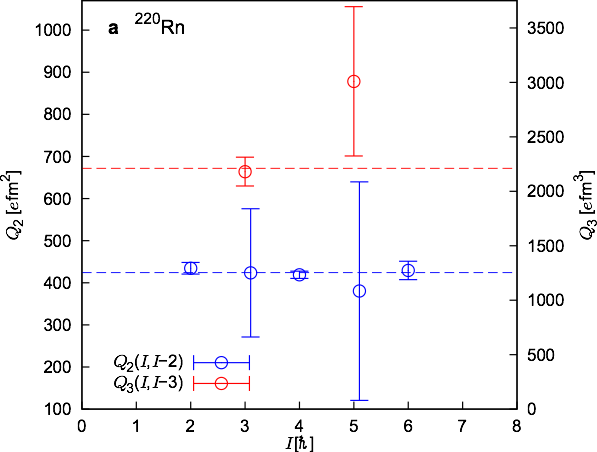 a ²²⁰Rn
1000
900
800
700
600
500
400
300
200
100
3500
3000
2500
2000
1500
1000
500
0
Q₂ [efm²]
Q₃ [efm³]
Q₂(I,I−2)
Q₃(I,I−3)
0 1 2 3 4 5 6 7 8
I[ħ]